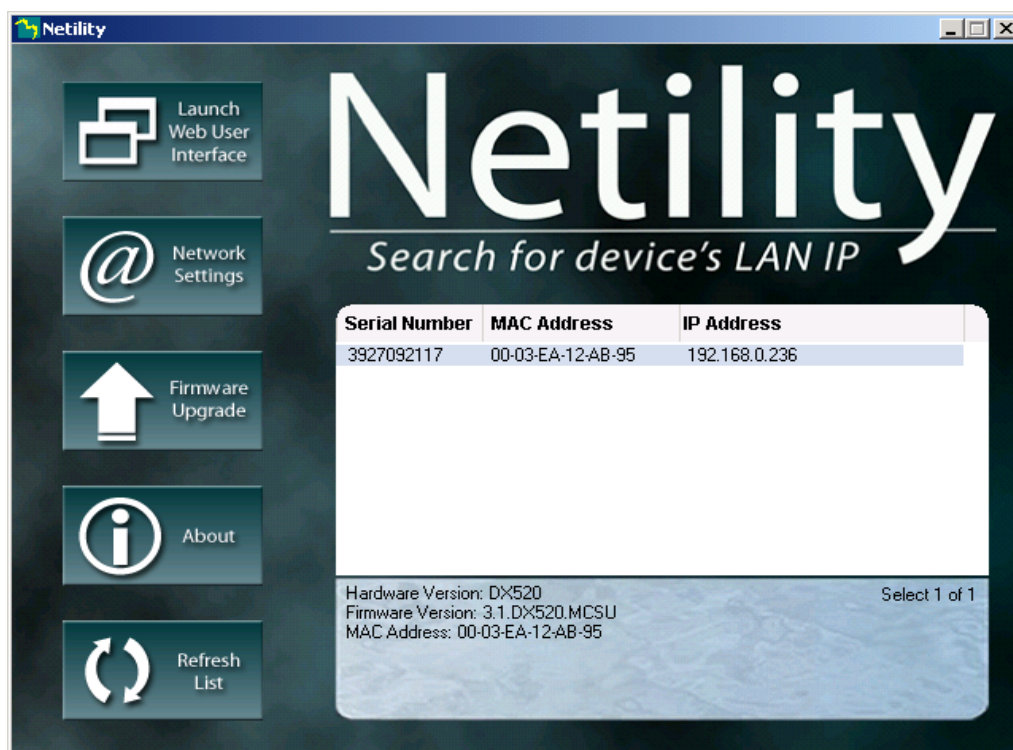 Netility
Launch
Web User
Interface
Network
Settings
Firmware
Upgrade
About
Refresh
List
Netility
Search for device's LAN IP
Serial Number MAC Address IP Address
3927092117 00-03-EA-12-AB-95 192.168.0.236
Hardware Version: DX520 Select 1 of 1
Firmware Version: 3.1.DX520.MCSU
MAC Address: 00-03-EA-12-AB-95